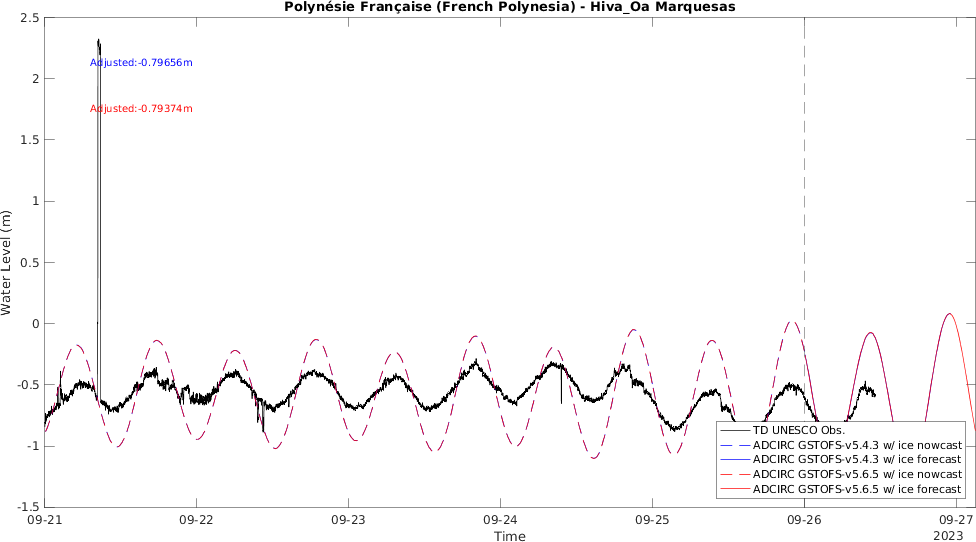 Polynésie Française (French Polynesia) - Hiva_Oa Marquesas
2.5
2
1.5
1
0.5
0
-0.5
-1
-1.5
Water Level (m)
Adjusted:-0.79656m
Adjusted:-0.79374m
TD UNESCO Obs.
ADCIRC GSTOFS-v5.4.3 w/ ice nowcast
ADCIRC GSTOFS-v5.4.3 w/ ice forecast
ADCIRC GSTOFS-v5.6.5 w/ ice nowcast
ADCIRC GSTOFS-v5.6.5 w/ ice forecast
09-21 09-22 09-23 09-24 09-25 09-26 09-27
Time
2023